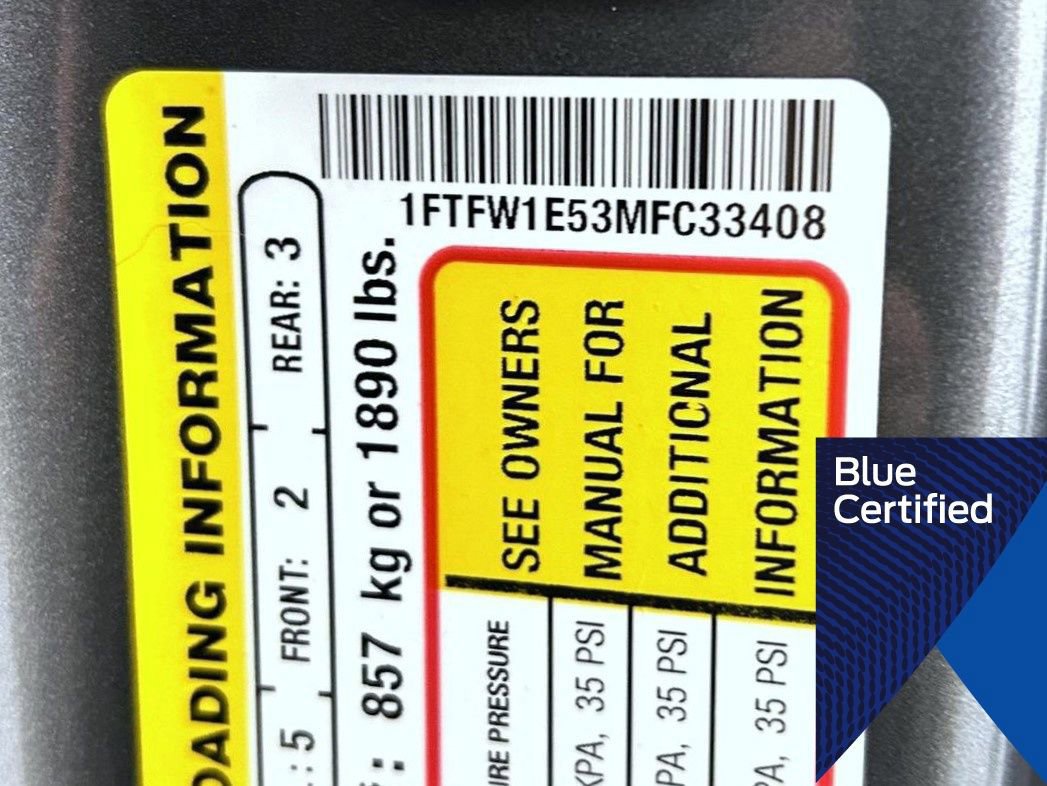 1FTFW1E53MFC33408
LOADING INFORMATION
: 5 FRONT: 2 REAR: 3
: 857 kg or 1890 lbs.
SEE OWNERS
MANUAL FOR
ADDITICNAL
INFORMATION
PRESSURE
KPA, 35 PSI
PA, 35 PSI
PA, 35 PSI
Blue
Certified